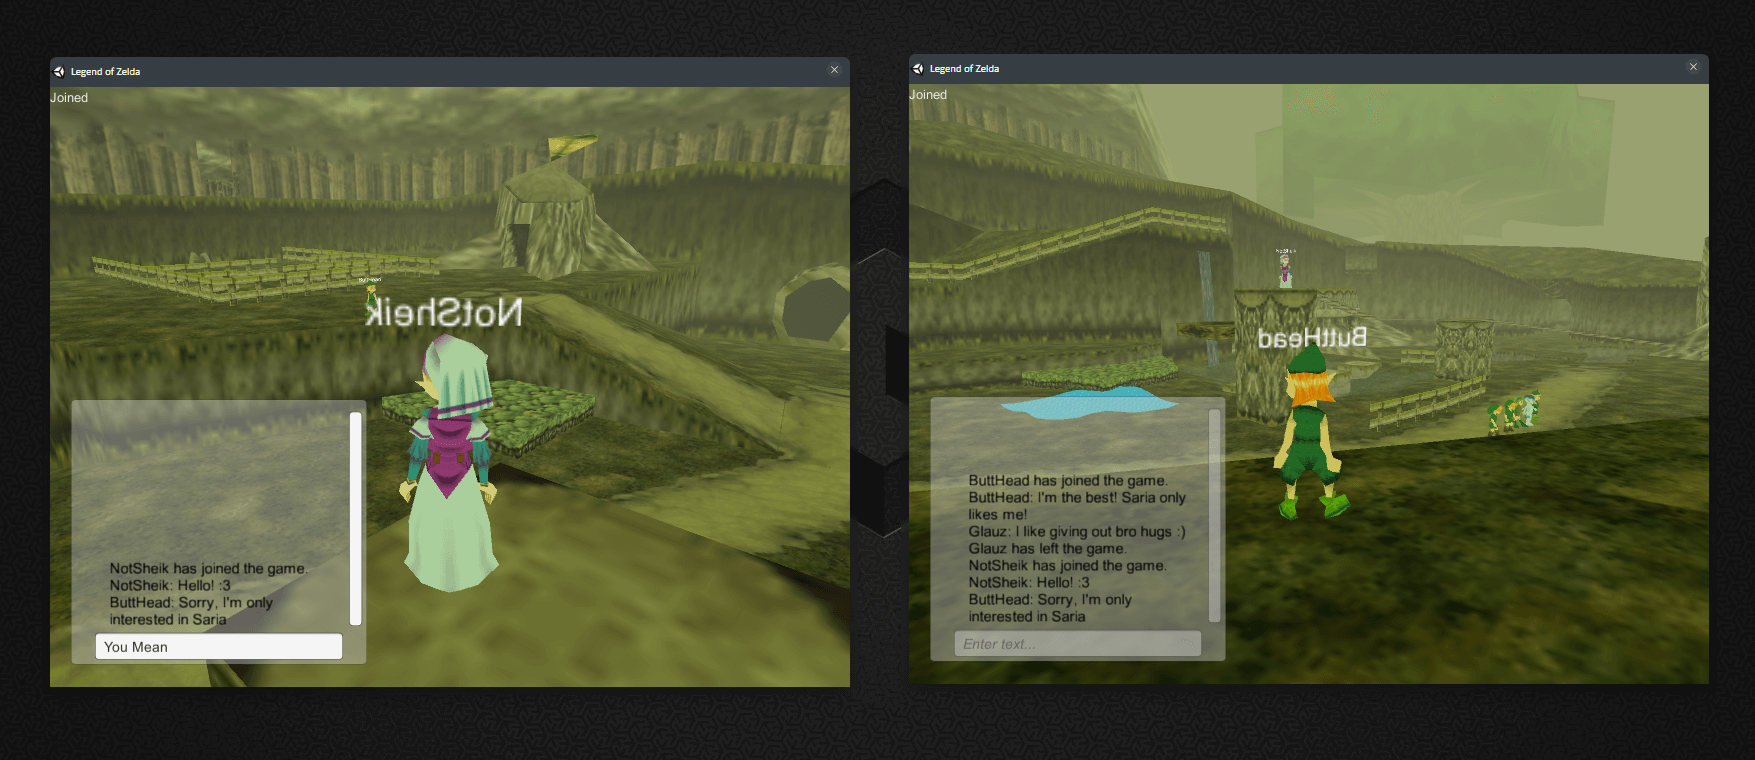 Legend of Zelda
Joined
ButtHead
NotSheik
NotSheik has joined the game.
NotSheik: Hello! :3
ButtHead: Sorry, I'm only
interested in Saria
You Mean
Legend of Zelda
Joined
NotSheik
ButtHead
ButtHead has joined the game.
ButtHead: I'm the best! Saria only
likes me!
Glauz: I like giving out bro hugs :)
Glauz has left the game.
NotSheik has joined the game.
NotSheik: Hello! :3
ButtHead: Sorry, I'm only
interested in Saria
Enter text...